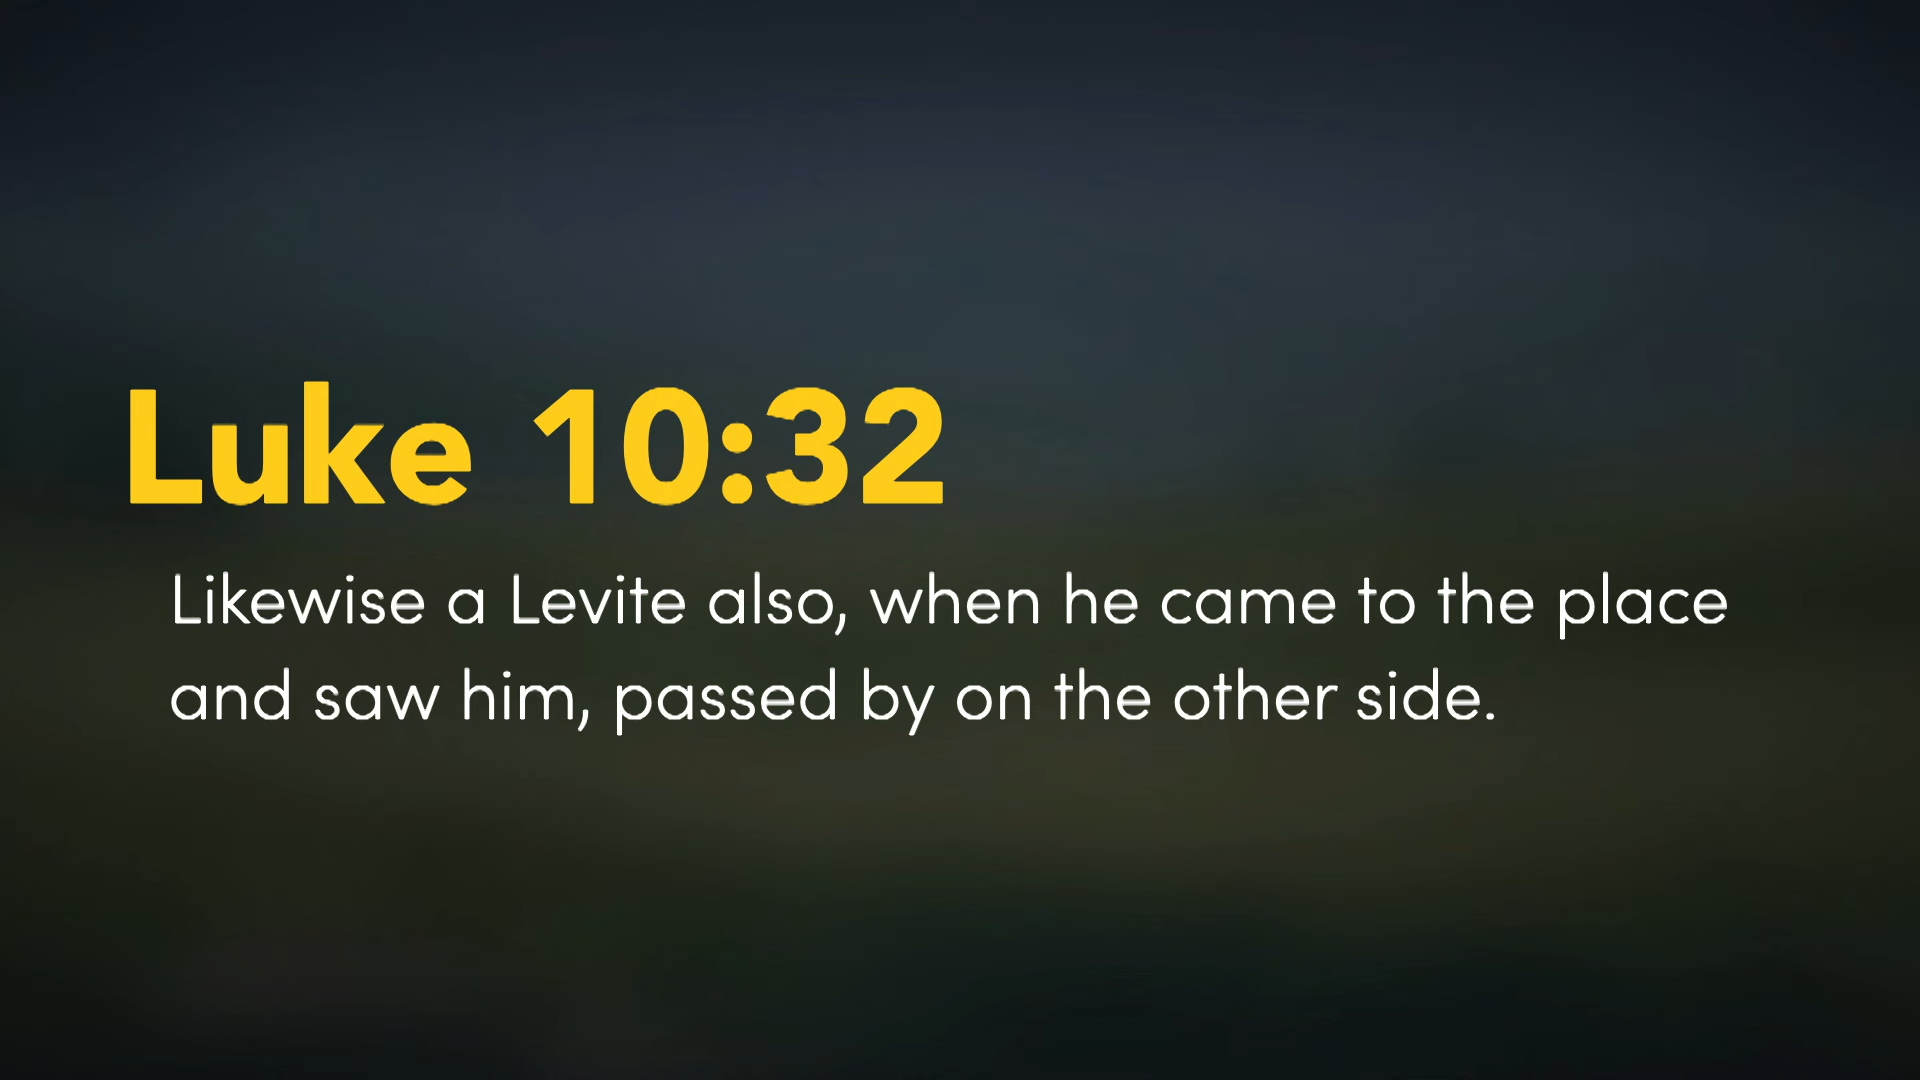 Luke 10:32
Likewise a Levite also, when he came to the place
and saw him, passed by on the other side.